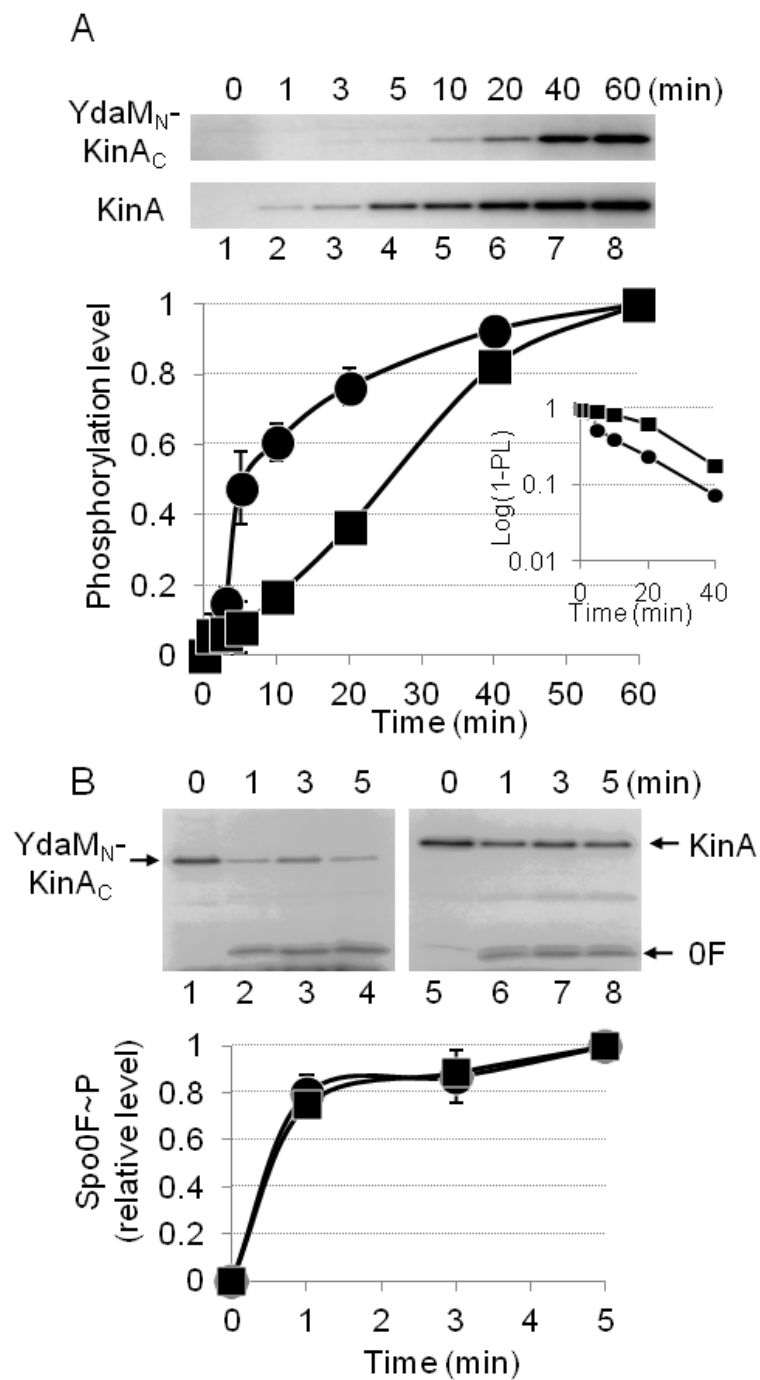 A
0 1 3 5 10 20 40 60 (min)
YdaMN-
KinAC
KinA
1 2 3 4 5 6 7 8
Phosphorylation level
1
0.8
0.6
0.4
0.2
0
0 10 20 30 40 50 60
Time (min)
Log(1-PL)
1
0.1
0.01
0 20 40
Time (min)
B
0 1 3 5 0 1 3 5 (min)
YdaMN-
KinAC
KinA
0F
1 2 3 4 5 6 7 8
Spo0F~P
(relative level)
1
0.8
0.6
0.4
0.2
0
0 1 2 3 4 5
Time (min)